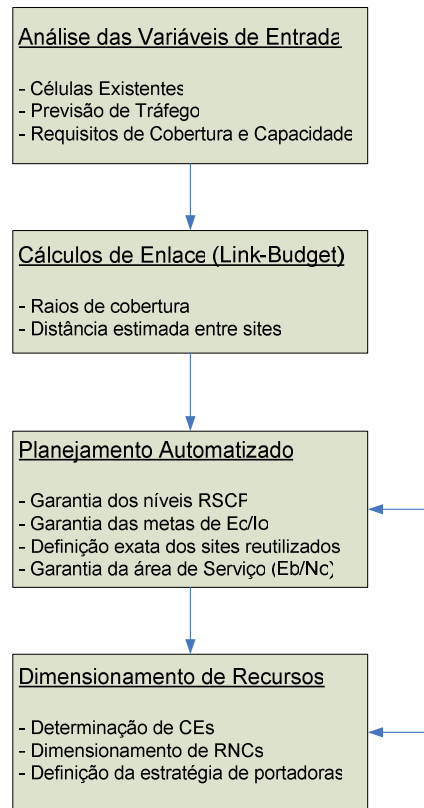 Análise das Variáveis de Entrada
- Células Existentes
- Previsão de Tráfego
- Requisitos de Cobertura e Capacidade
Cálculos de Enlace (Link-Budget)
- Raios de cobertura
- Distância estimada entre sites
Planejamento Automatizado
- Garantia dos níveis RSCP
- Garantia das metas de Ec/Io
- Definição exata dos sites reutilizados
- Garantia da área de Serviço (Eb/No)
Dimensionamento de Recursos
- Determinação de CEs
- Dimensionamento de RNCs
- Definição da estratégia de portadoras